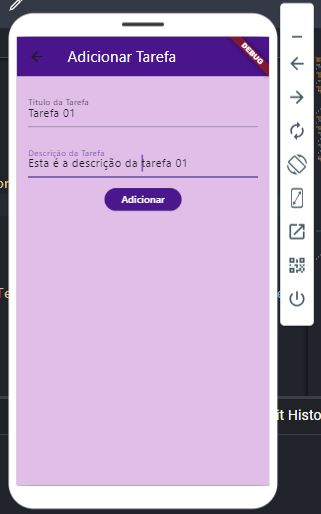 Adicionar Tarefa
DEBUG
Título da Tarefa
Tarefa 01
Descrição da Tarefa
Esta é a descrição da tarefa 01
Adicionar
it Histo